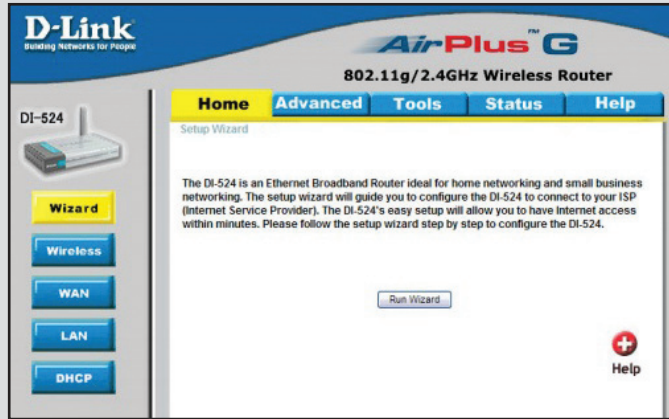 D-Link
Building Networks for People
AirPlus™ G
802.11g/2.4GHz Wireless Router
DI-524
Home Advanced Tools Status Help
Setup Wizard
The DI-524 is an Ethernet Broadband Router ideal for home networking and small business
networking. The setup wizard will guide you to configure the DI-524 to connect to your ISP
(Internet Service Provider). The DI-524's easy setup will allow you to have Internet access
within minutes. Please follow the setup wizard step by step to configure the DI-524.
Wizard
Wireless
WAN
LAN
DHCP
Run Wizard
Help